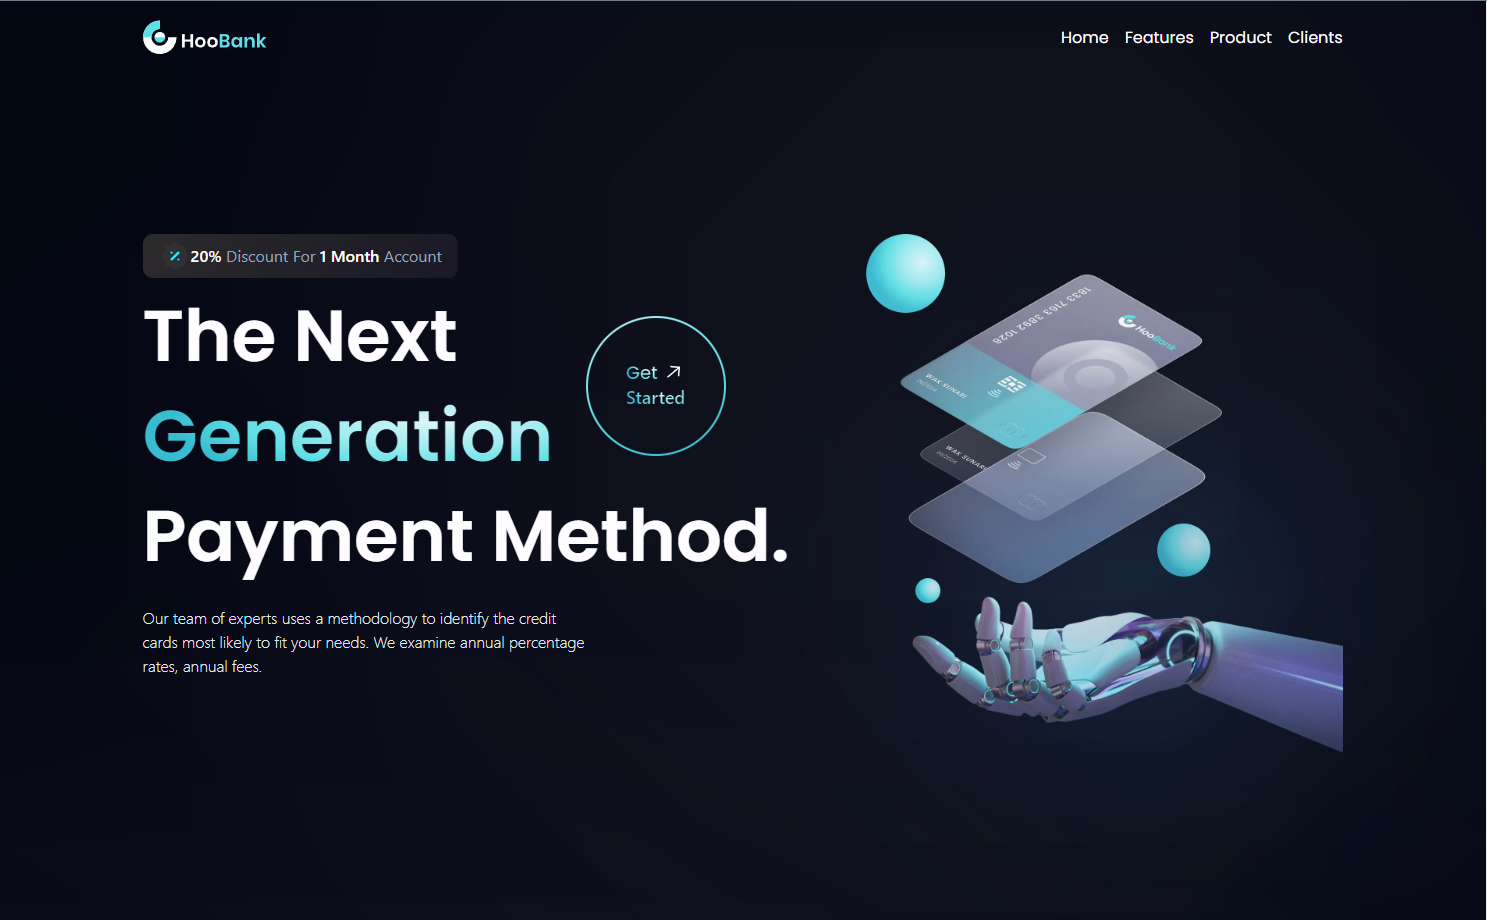 HooBank
Home Features Product Clients
20% Discount For 1 Month Account
The Next
Generation
Payment Method.
Get
Started
Our team of experts uses a methodology to identify the credit
cards most likely to fit your needs. We examine annual percentage
rates, annual fees.
1833 7183 3892 1028
HooBank
WAK SUNARI
WAK SUNARI